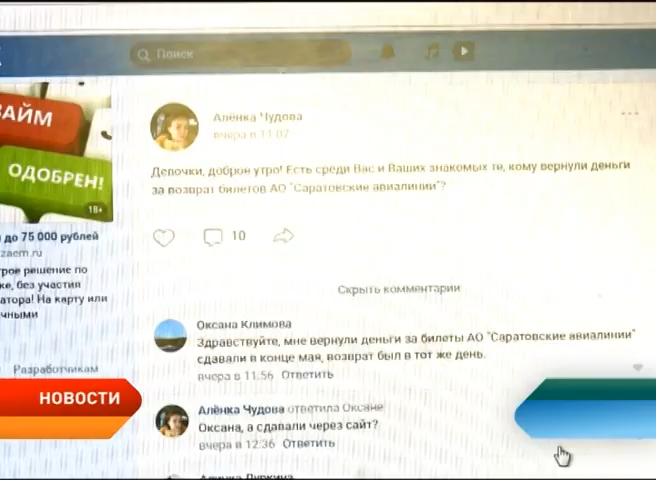 Поиск
ЗАЙМ
ОДОБРЕН!
18+
до 75 000 рублей
zaem.ru
рое решение по
ке, без участия
атора! На карту или
чными
Разработчикам
Алёнка Чудова
вчера в 11:07
Девочки, доброе утро! Есть среди Вас и Ваших знакомых те, кому вернули деньги
за возврат билетов АО "Саратовские авиалинии"?
10
Скрыть комментарии
Оксана Климова
Здравствуйте, мне вернули деньги за билеты АО "Саратовские авиалинии"
сдавали в конце мая, возврат был в тот же день.
вчера в 11:56 Ответить
Алёнка Чудова ответила Оксане
Оксана, а сдавали через сайт?
вчера в 12:36 Ответить
НОВОСТИ